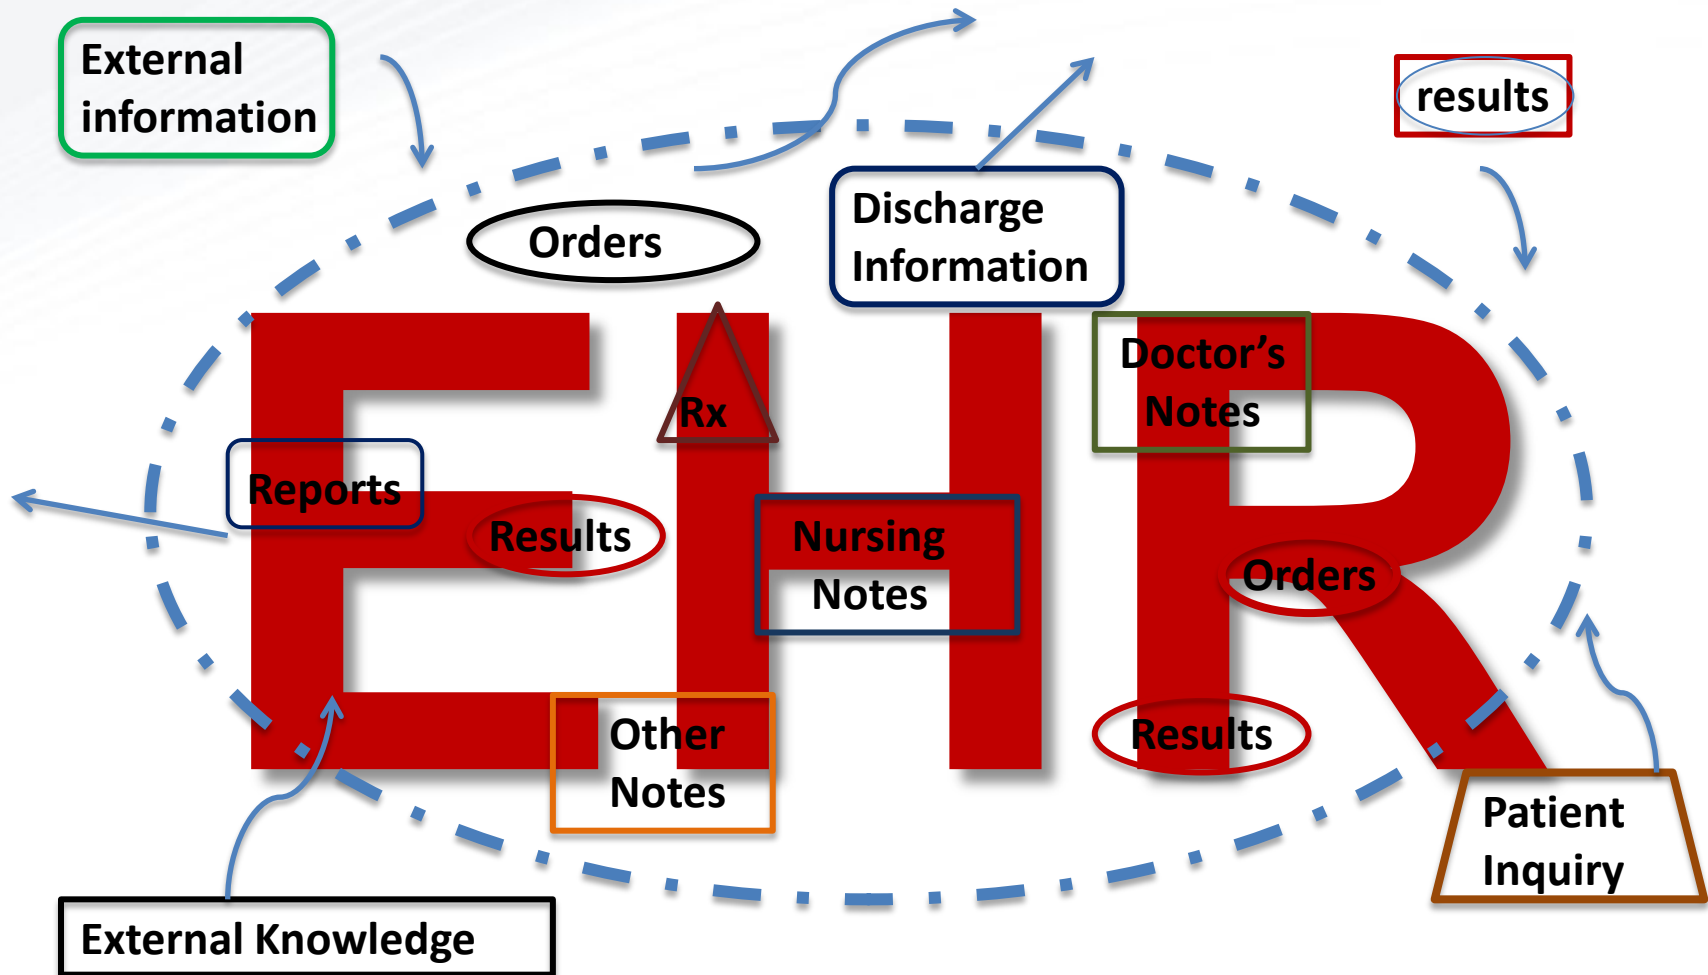 External
information
results
Orders
Discharge
Information
EHR
Rx
Doctor's
Notes
Reports
Results
Nursing
Notes
Orders
Other
Notes
Results
Patient
Inquiry
External Knowledge